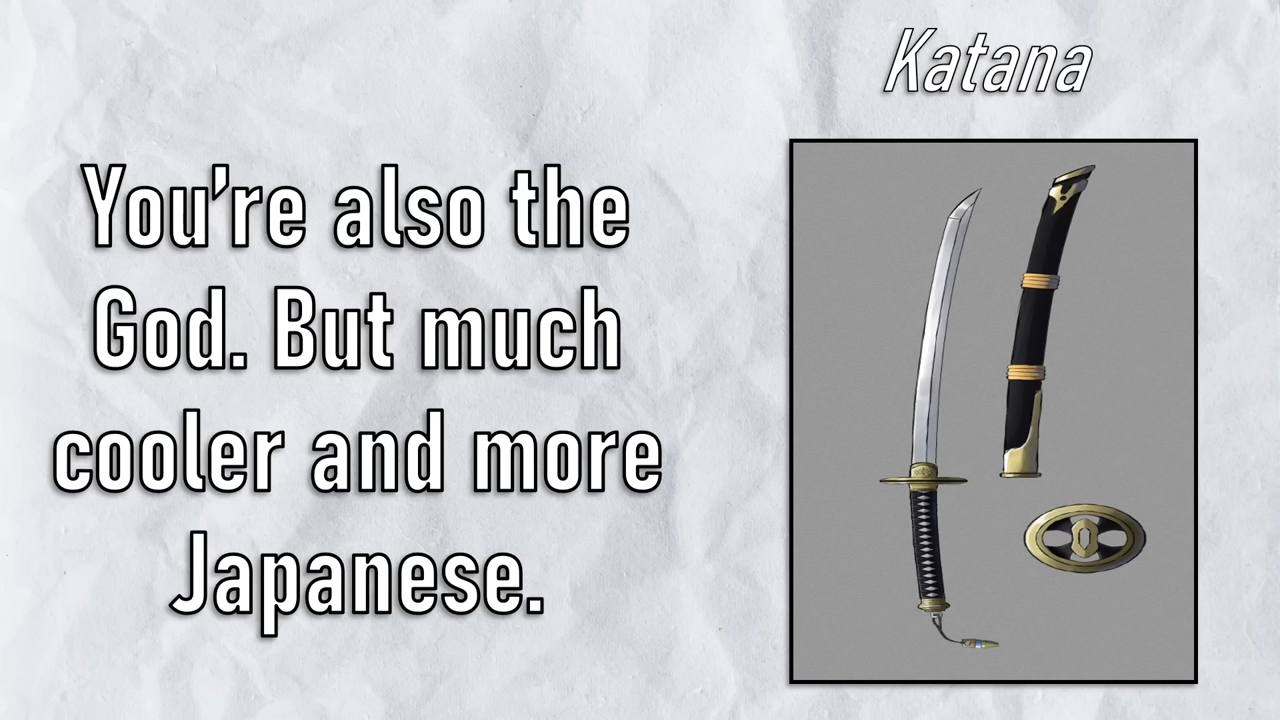 Katana
You’re also the
God. But much
cooler and more
Japanese.